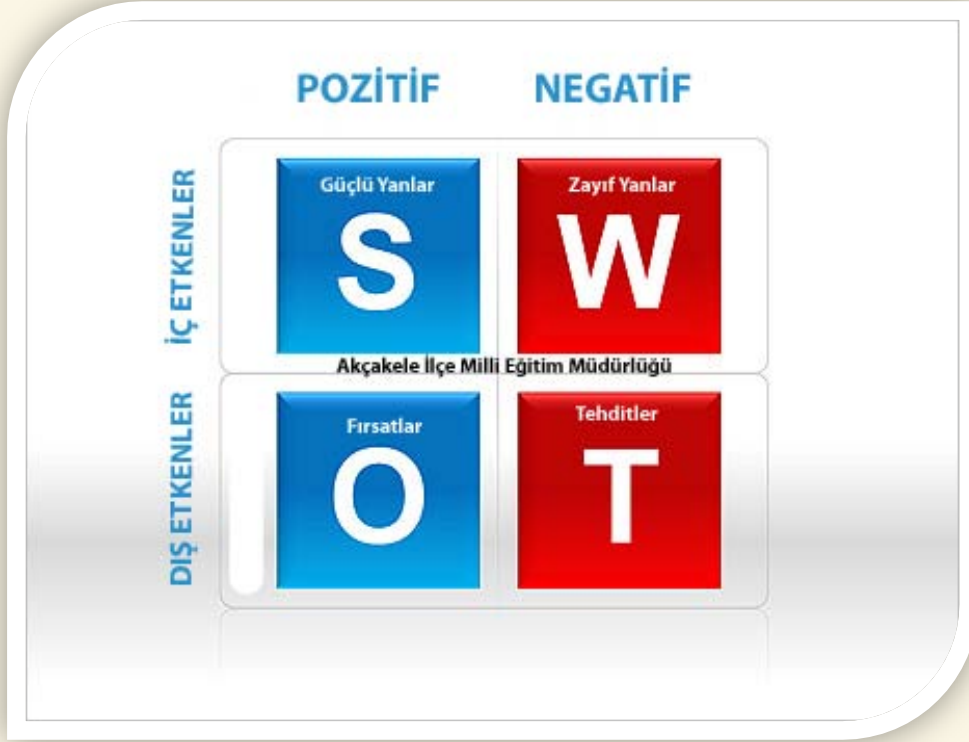 POZİTİF NEGATİF
İÇ ETKENLER
Güçlü Yanlar
S
Zayıf Yanlar
W
Akçakele İlçe Milli Eğitim Müdürlüğü
DIŞ ETKENLER
Fırsatlar
O
Tehditler
T